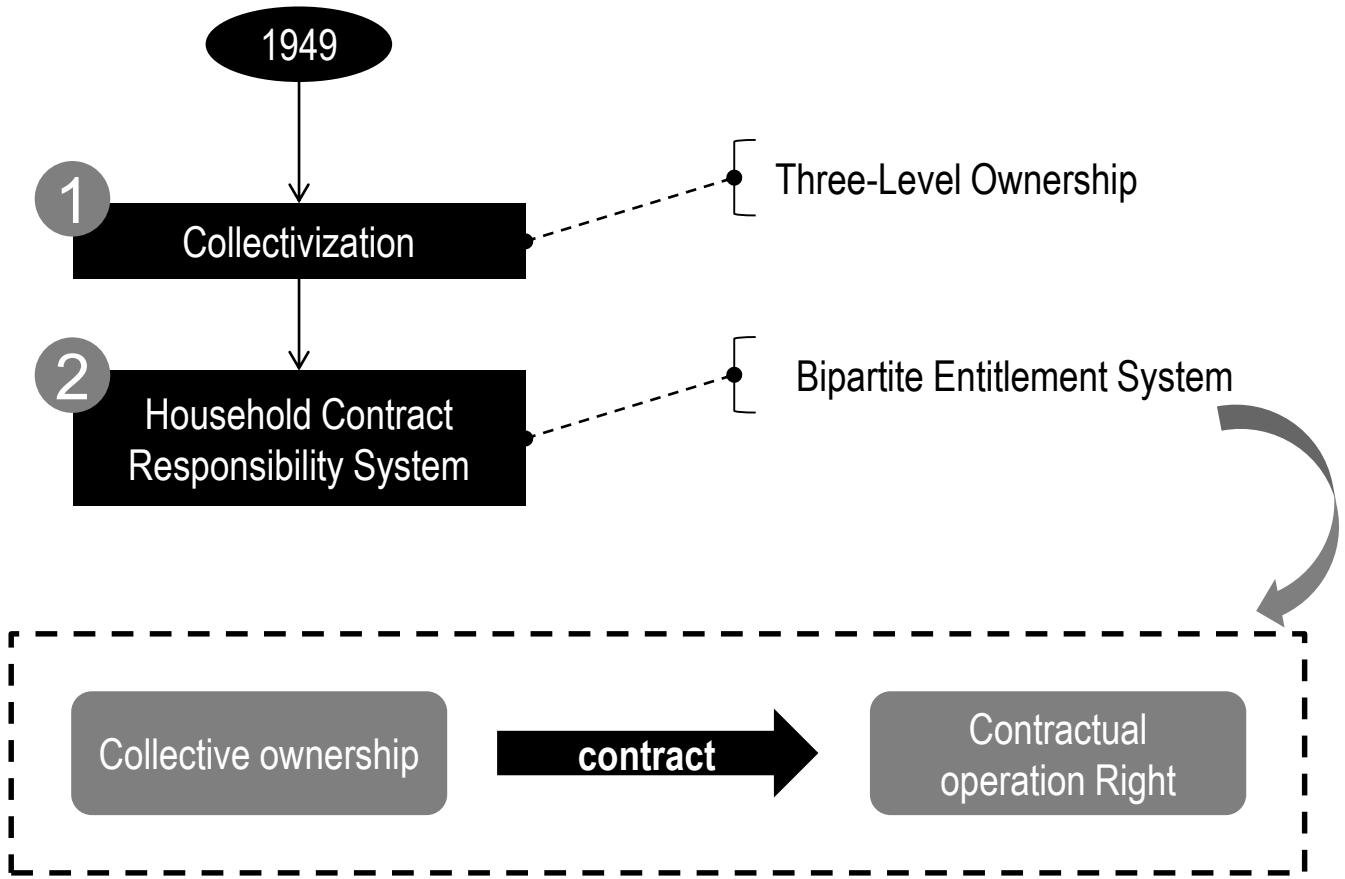 1949
1
Collectivization
Three-Level Ownership
2
Household Contract
Responsibility System
Bipartite Entitlement System
Collective ownership
contract
Contractual
operation Right